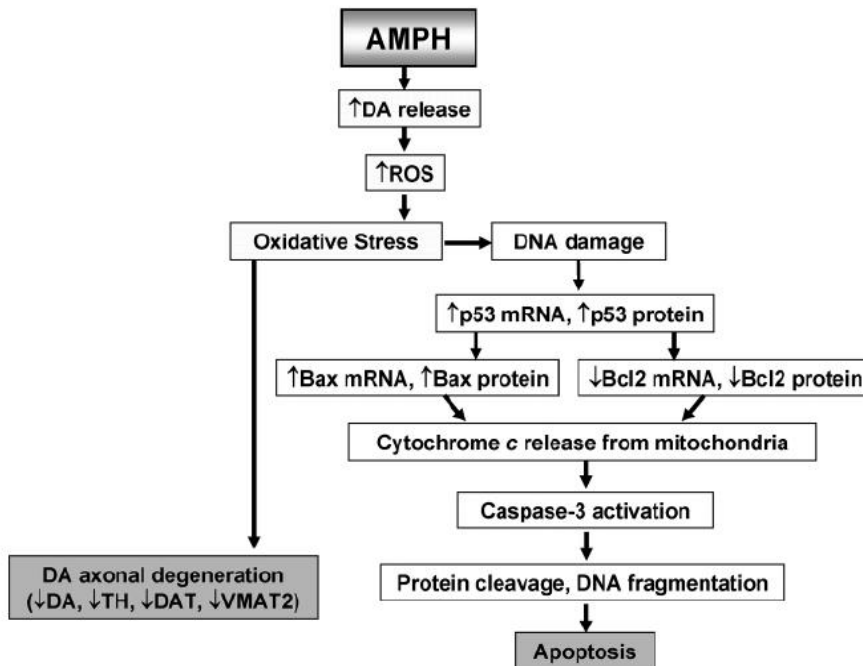 AMPH
↑DA release
↑ROS
Oxidative Stress
DNA damage
↑p53 mRNA, ↑p53 protein
↑Bax mRNA, ↑Bax protein
↓Bcl2 mRNA, ↓Bcl2 protein
Cytochrome c release from mitochondria
Caspase-3 activation
DA axonal degeneration
(↓DA, ↓TH, ↓DAT, ↓VMAT2)
Protein cleavage, DNA fragmentation
Apoptosis